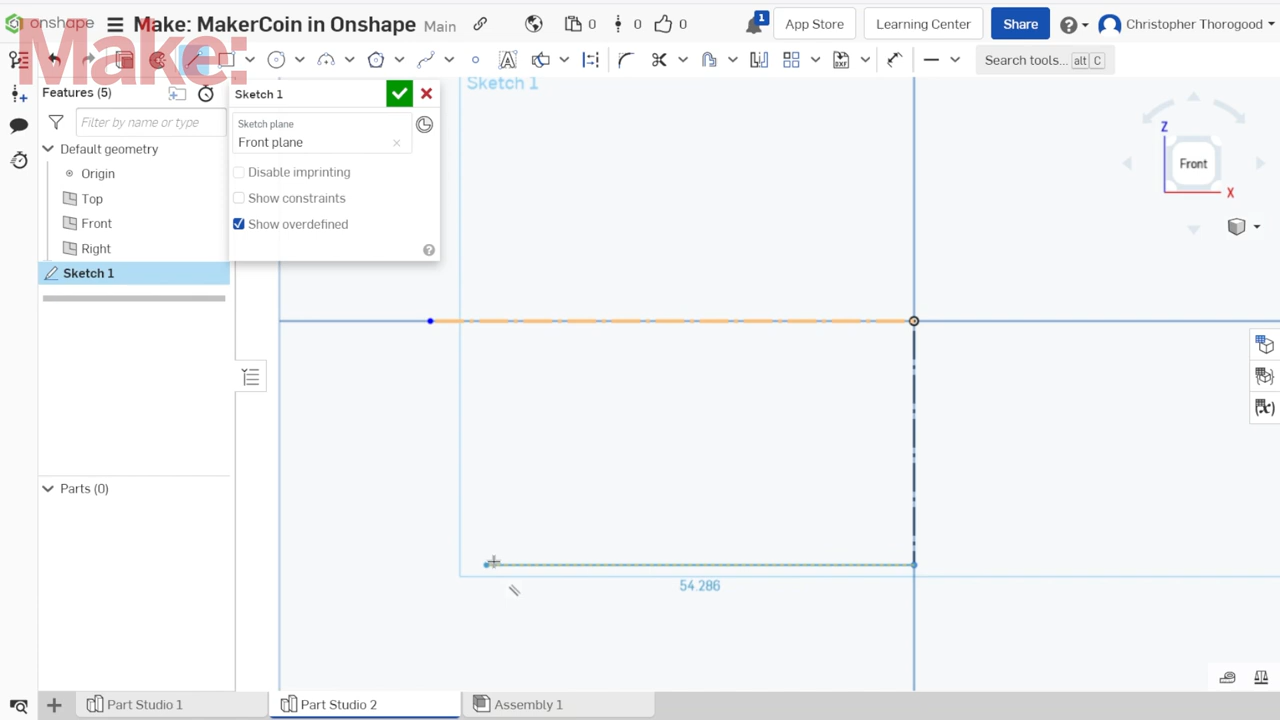 onshape Make: MakerCoin in Onshape Main 0 0 0 1 App Store Learning Center Share Christopher Thorogood
Make:
Search tools... alt C
Features (5)
Filter by name or type
Default geometry
Origin
Top
Front
Right
Sketch 1
Parts (0)
Sketch 1
Sketch plane
Front plane
Disable imprinting
Show constraints
Show overdefined
Sketch 1
54.286
Z
Front
X
Part Studio 1 Part Studio 2 Assembly 1